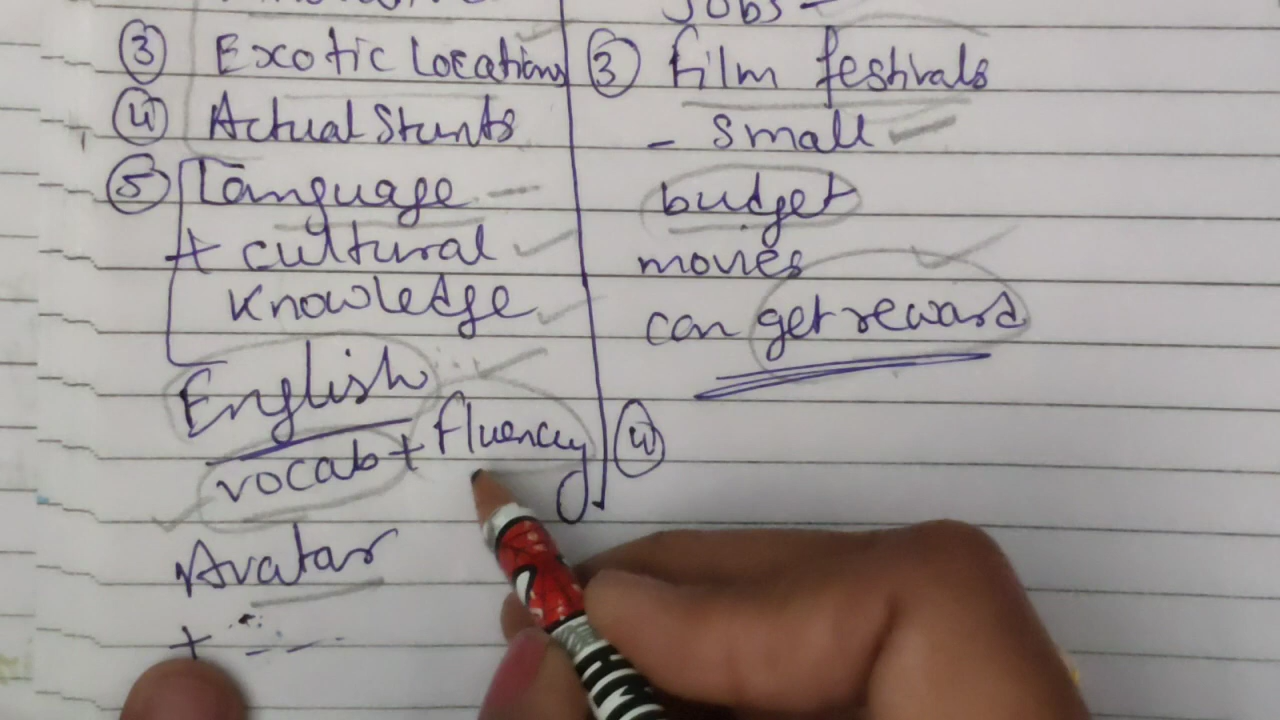 ③ Exotic Locations
④ Actual Stunts
⑤ Language
+ cultural
Knowledge
English
vocab + fluency
Avatar
+ - -
Jobs -
③ film festivals
- small
budget
movies
can get reward
④